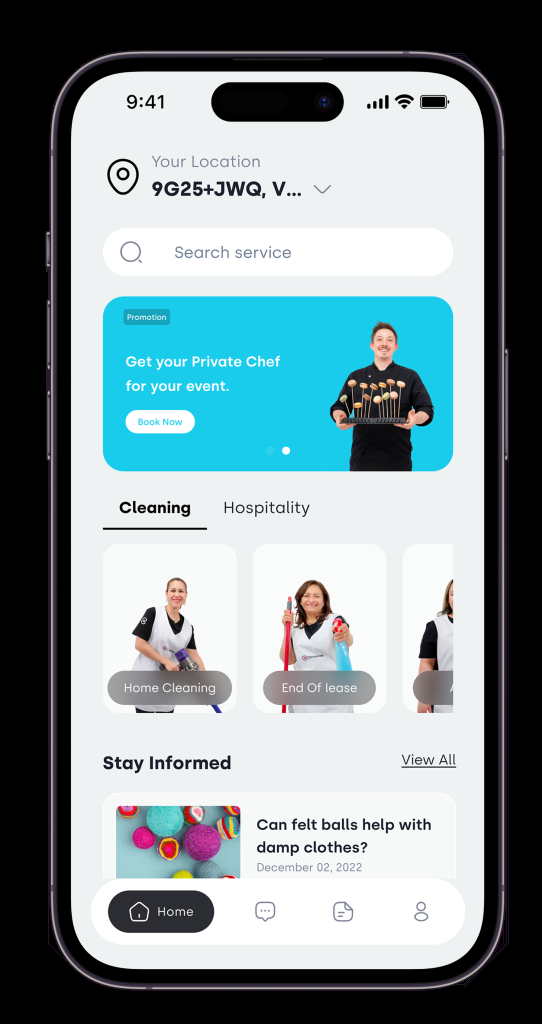 9:41
Your Location
9G25+JWQ, V...
Search service
Promotion
Get your Private Chef
for your event.
Book Now
Cleaning
Hospitality
Home Cleaning
End Of lease
Stay Informed
View All
Can felt balls help with
damp clothes?
December 02, 2022
Home